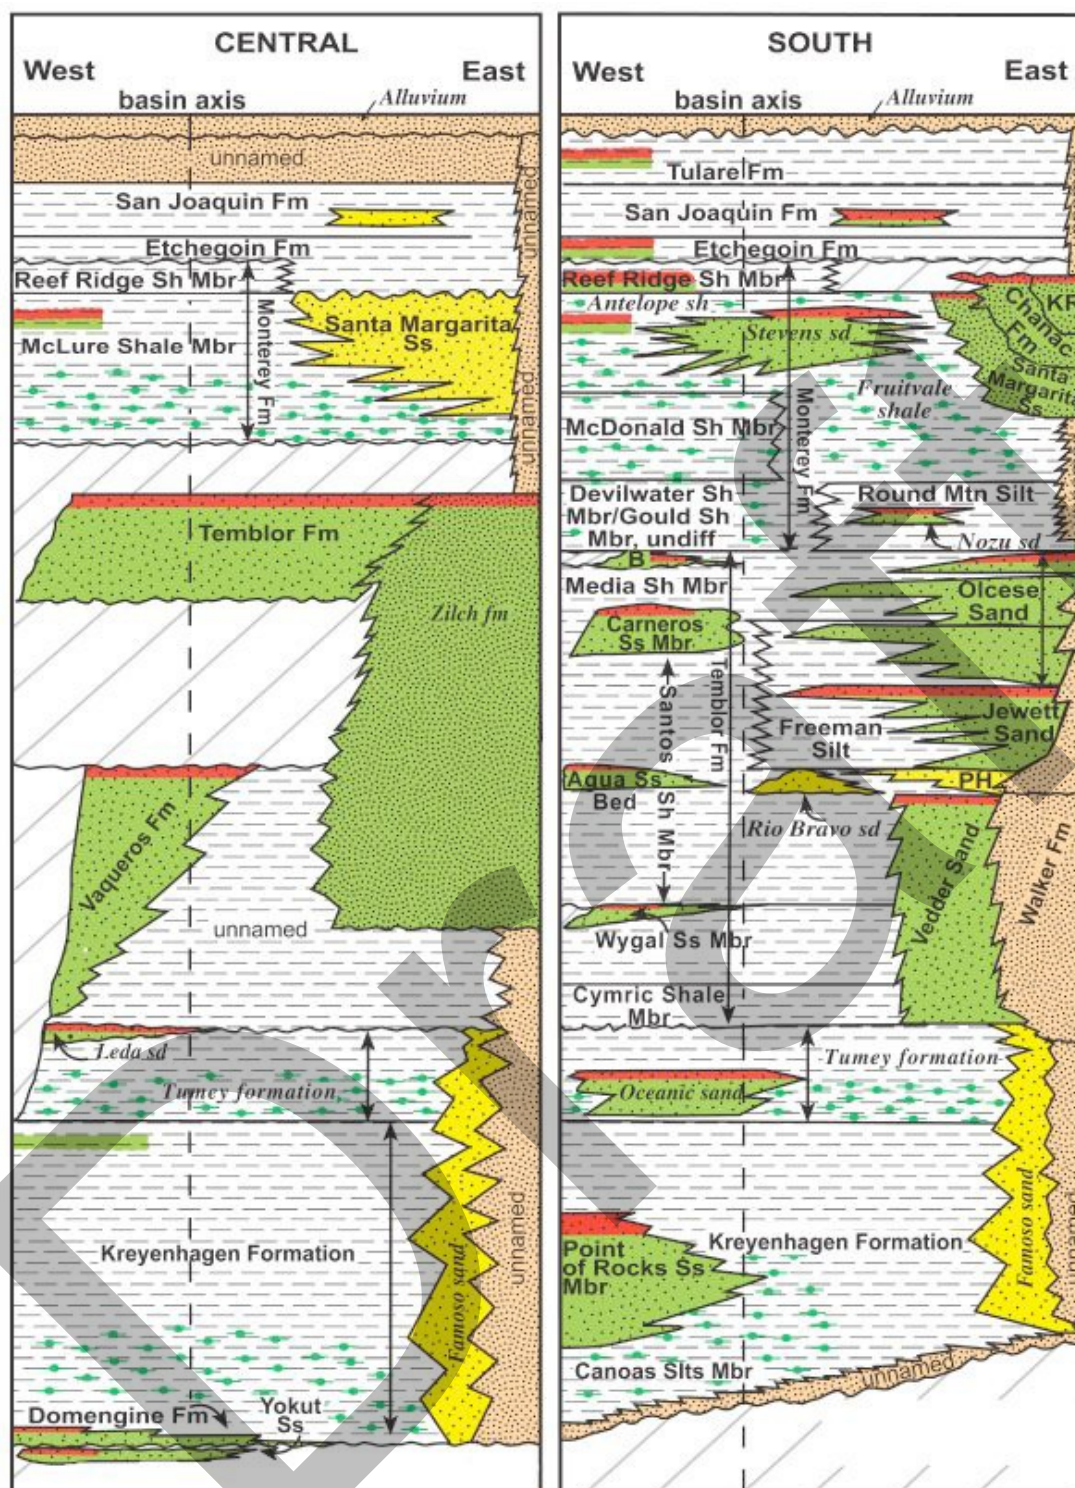 CENTRAL
West
East
basin axis
Alluvium
unnamed
unnamed
San Joaquin Fm
Etchegoin Fm
Reef Ridge Sh Mbr
Monterey Fm
Santa Margarita
Ss
McLure Shale Mbr
unnamed
Temblor Fm
Zilch fm
Vaqueros Fm
unnamed
Leda sd
Tumey formation
Kreyenhagen Formation
Famoso sand
unnamed
Domengine Fm
Yokut
Ss
SOUTH
West
East
basin axis
Alluvium
Tulare Fm
San Joaquin Fm
unnamed
Etchegoin Fm
Reef Ridge Sh Mbr
Antelope sh
Stevens sd
KR
Chanac
Fm
Santa
Margarita
Ss
Fruitvale
shale
Monterey Fm
McDonald Sh Mbr
Devilwater Sh
Mbr/Gould Sh
Mbr, undiff
Round Mtn Silt
Nozu sd
B
Media Sh Mbr
Olcese
Sand
Carneros
Ss Mbr
Temblor Fm
Santos Sh Mbr
Freeman
Silt
Jewett
Sand
Agua Ss
Bed
PH
Rio Bravo sd
Vedder Sand
Walker Fm
Wygal Ss Mbr
Cymric Shale
Mbr
Tumey formation
Oceanic sand
Kreyenhagen Formation
Famoso sand
Point
of Rocks Ss
Mbr
Canoas Slts Mbr
unnamed
Draft